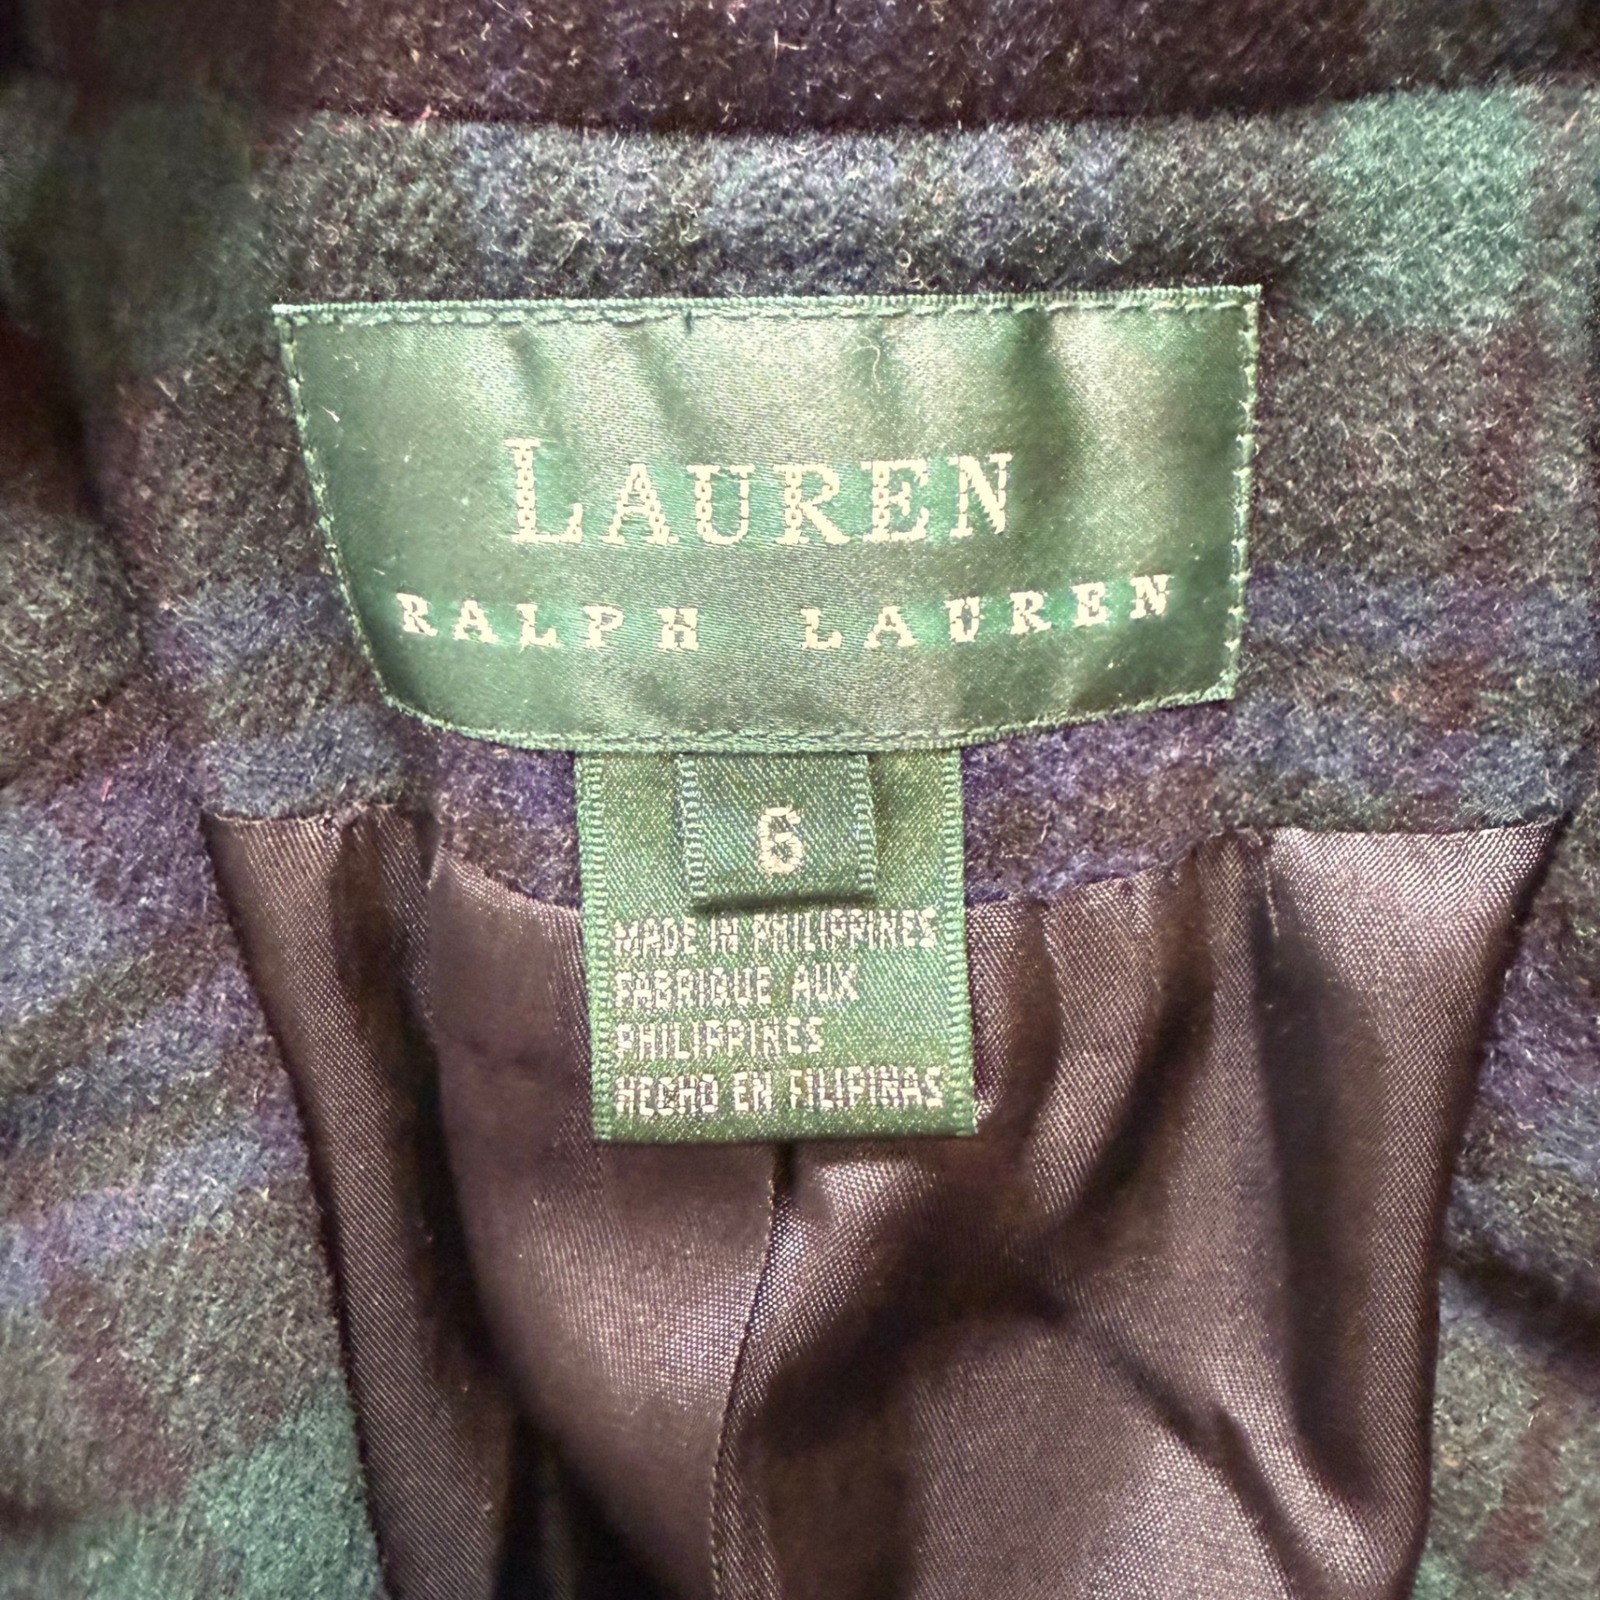 LAUREN
RALPH LAUREN
6
MADE IN PHILIPPINES
FABRIQUE AUX
PHILIPPINES
HECHO EN FILIPINAS